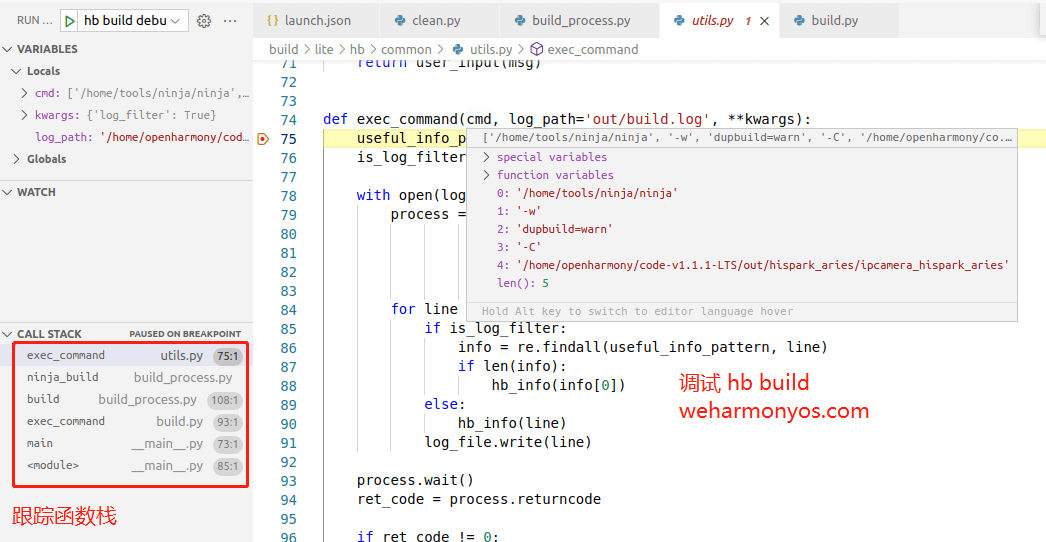 RUN ... hb build debu ...
launch.json clean.py build_process.py utils.py 1 build.py
build lite hb common utils.py exec_command
VARIABLES
Locals
cmd: ['/home/tools/ninja/ninja',...
kwargs: {'log_filter': True}
log_path: '/home/openharmony/cod...
Globals
WATCH
CALL STACK PAUSED ON BREAKPOINT
exec_command utils.py 75:1
ninja_build build_process.py
build build_process.py 108:1
exec_command build.py 93:1
main __main__.py 73:1
<module> __main__.py 85:1
跟踪函数栈
71 return user_input(msg)
72
73
74 def exec_command(cmd, log_path='out/build.log', **kwargs):
75 useful_info_p
76 is_log_filter
77
78 with open(log
79 process =
80
81
82
83
84 for line
85 if is_log_filter:
86 info = re.findall(useful_info_pattern, line)
87 if len(info):
88 hb_info(info[0])
89 else:
90 hb_info(line)
91 log_file.write(line)
92
93 process.wait()
94 ret_code = process.returncode
95
96 if ret_code != 0:
['/home/tools/ninja/ninja', '-w', 'dupbuild=warn', '-C', '/home/openharmony/co...
special variables
function variables
0: '/home/tools/ninja/ninja'
1: '-w'
2: 'dupbuild=warn'
3: '-C'
4: '/home/openharmony/code-v1.1.1-LTS/out/hispark_aries/ipcamera_hispark_aries'
len(): 5
Hold Alt key to switch to editor language hover
调试 hb build
weharmonyos.com